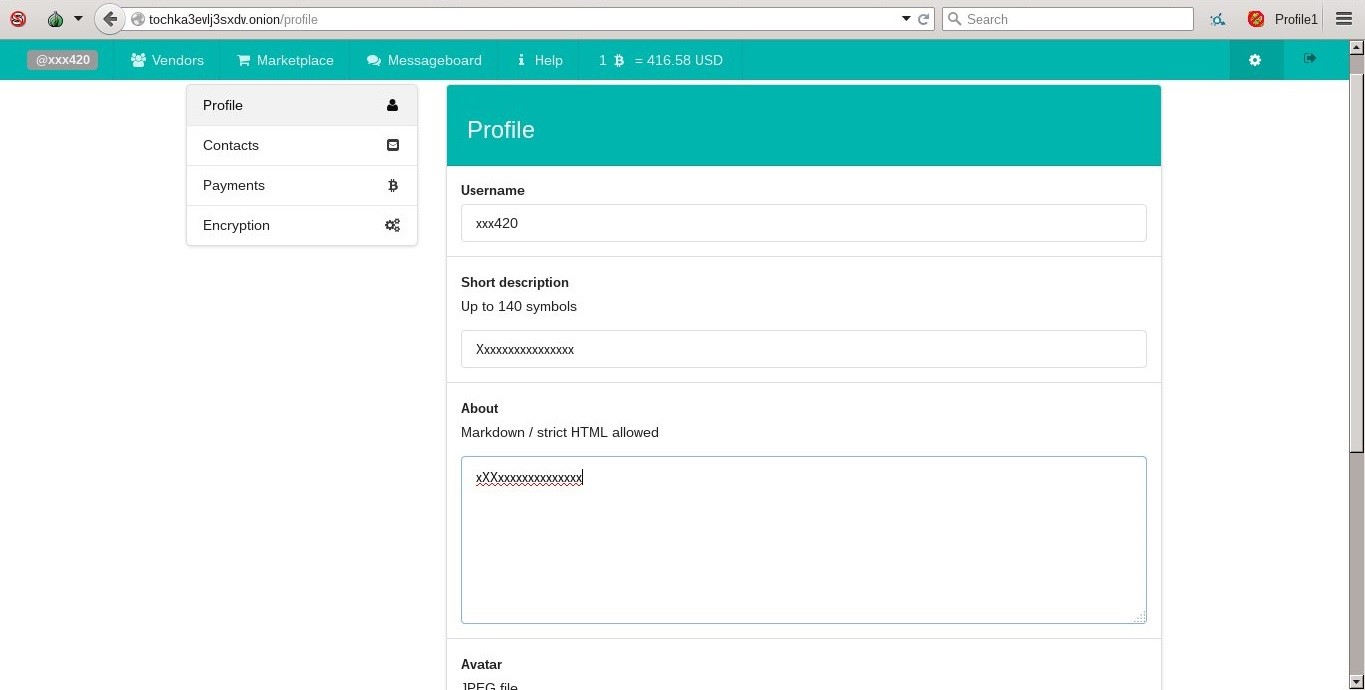 tochka3evlj3sxdv.onion/profile
Search
Profile1
@xxx420
Vendors
Marketplace
Messageboard
Help
1 ₿ = 416.58 USD
Profile
Contacts
Payments
Encryption
Profile
Username
xxx420
Short description
Up to 140 symbols
Xxxxxxxxxxxxxxxx
About
Markdown / strict HTML allowed
xXXxxxxxxxxxxxxxx
Avatar
JPEG file